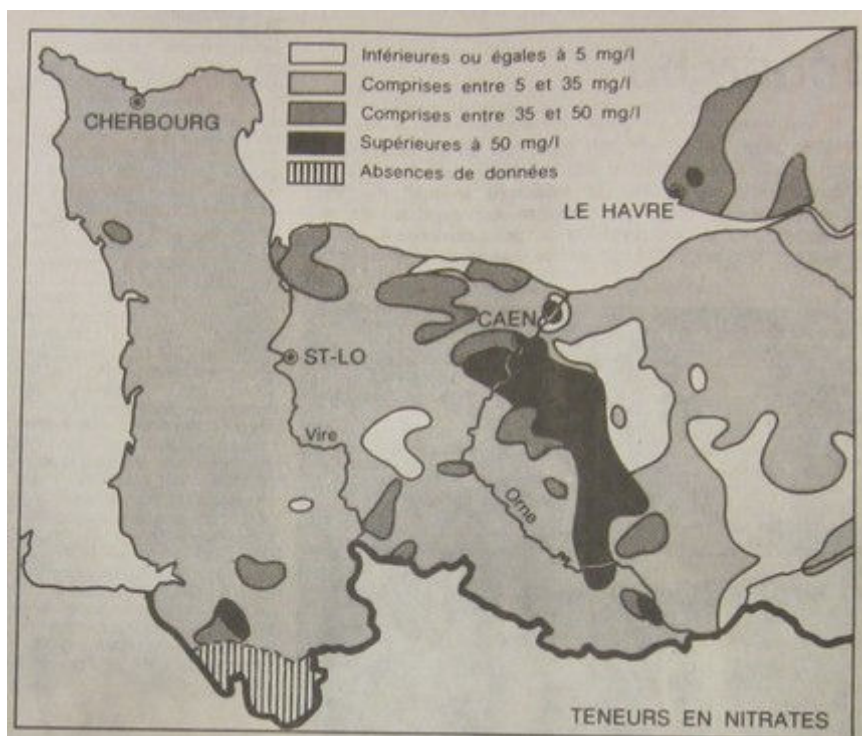 Inférieures ou égales à 5 mg/l
Comprises entre 5 et 35 mg/l
Comprises entre 35 et 50 mg/l
Supérieures à 50 mg/l
Absences de données
CHERBOURG
LE HAVRE
CAEN
ST-LO
Vire
Orne
TENEURS EN NITRATES